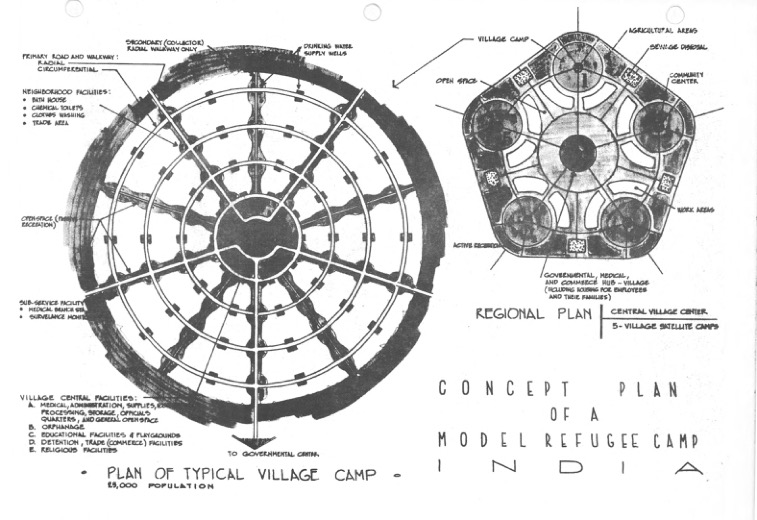 SECONDARY (COLLECTOR)
RADIAL WALKWAY ONLY
DRINKING WATER
SUPPLY WELLS
PRIMARY ROAD AND WALKWAY:
RADIAL
CIRCUMFERENTIAL
NEIGHBORHOOD FACILITIES:
• BATH HOUSE
• CHEMICAL TOILETS
• CLOTHES WASHING
• TRADE AREA
OPEN SPACE
RECREATION)
SUB-SERVICE FACILITY
• MEDICAL BRANCH
•
VILLAGE CENTRAL FACILITIES:
A. MEDICAL, ADMINISTRATION, SUPPLIES,
PROCESSING, STORAGE, OFFICIALS
QUARTERS, AND GENERAL OPEN SPACE
B. ORPHANAGE
C. EDUCATIONAL FACILITIES & PLAYGROUNDS
D. DETENTION, TRADE (COMMERCE) FACILITIES
E. RELIGIOUS FACILITIES
TO GOVERNMENTAL CENTER.
• PLAN OF TYPICAL VILLAGE CAMP •
25,000 POPULATION
VILLAGE CAMP
AGRICULTURAL AREAS
SEWAGE DISPOSAL
OPEN SPACE
COMMUNITY
CENTER
WORK AREAS
ACTIVE RECREATION
GOVERNMENTAL, MEDICAL,
AND COMMERCE HUB - VILLAGE
(INCLUDING HOUSING FOR EMPLOYEES
AND THEIR FAMILIES)
REGIONAL PLAN
CENTRAL VILLAGE CENTER
5 - VILLAGE SATELLITE CAMPS
CONCEPT PLAN
OF A
MODEL REFUGEE CAMP
INDIA